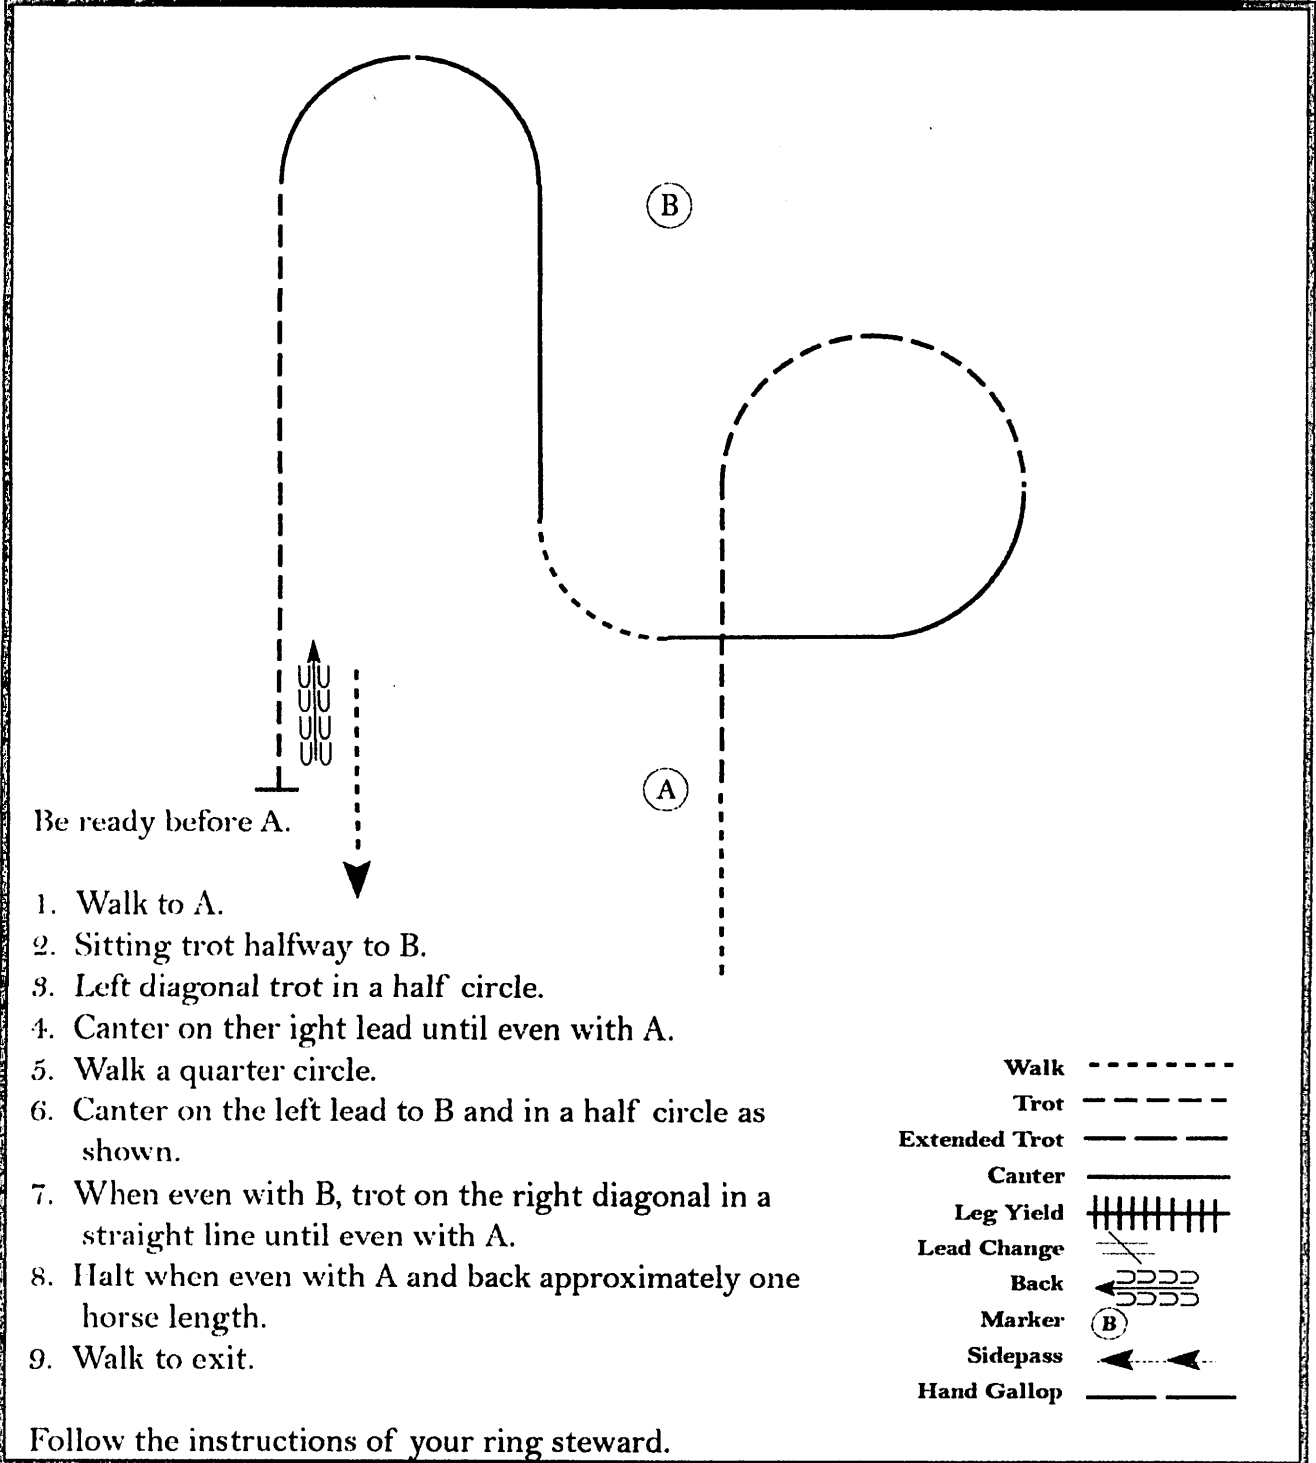 B
A
Be ready before A.
1. Walk to A.
2. Sitting trot halfway to B.
3. Left diagonal trot in a half circle.
4. Canter on ther ight lead until even with A.
5. Walk a quarter circle.
6. Canter on the left lead to B and in a half circle as
shown.
7. When even with B, trot on the right diagonal in a
straight line until even with A.
8. Halt when even with A and back approximately one
horse length.
9. Walk to exit.
Follow the instructions of your ring steward.
Walk
Trot
Extended Trot
Canter
Leg Yield
Lead Change
Back
Marker B
Sidepass
Hand Gallop